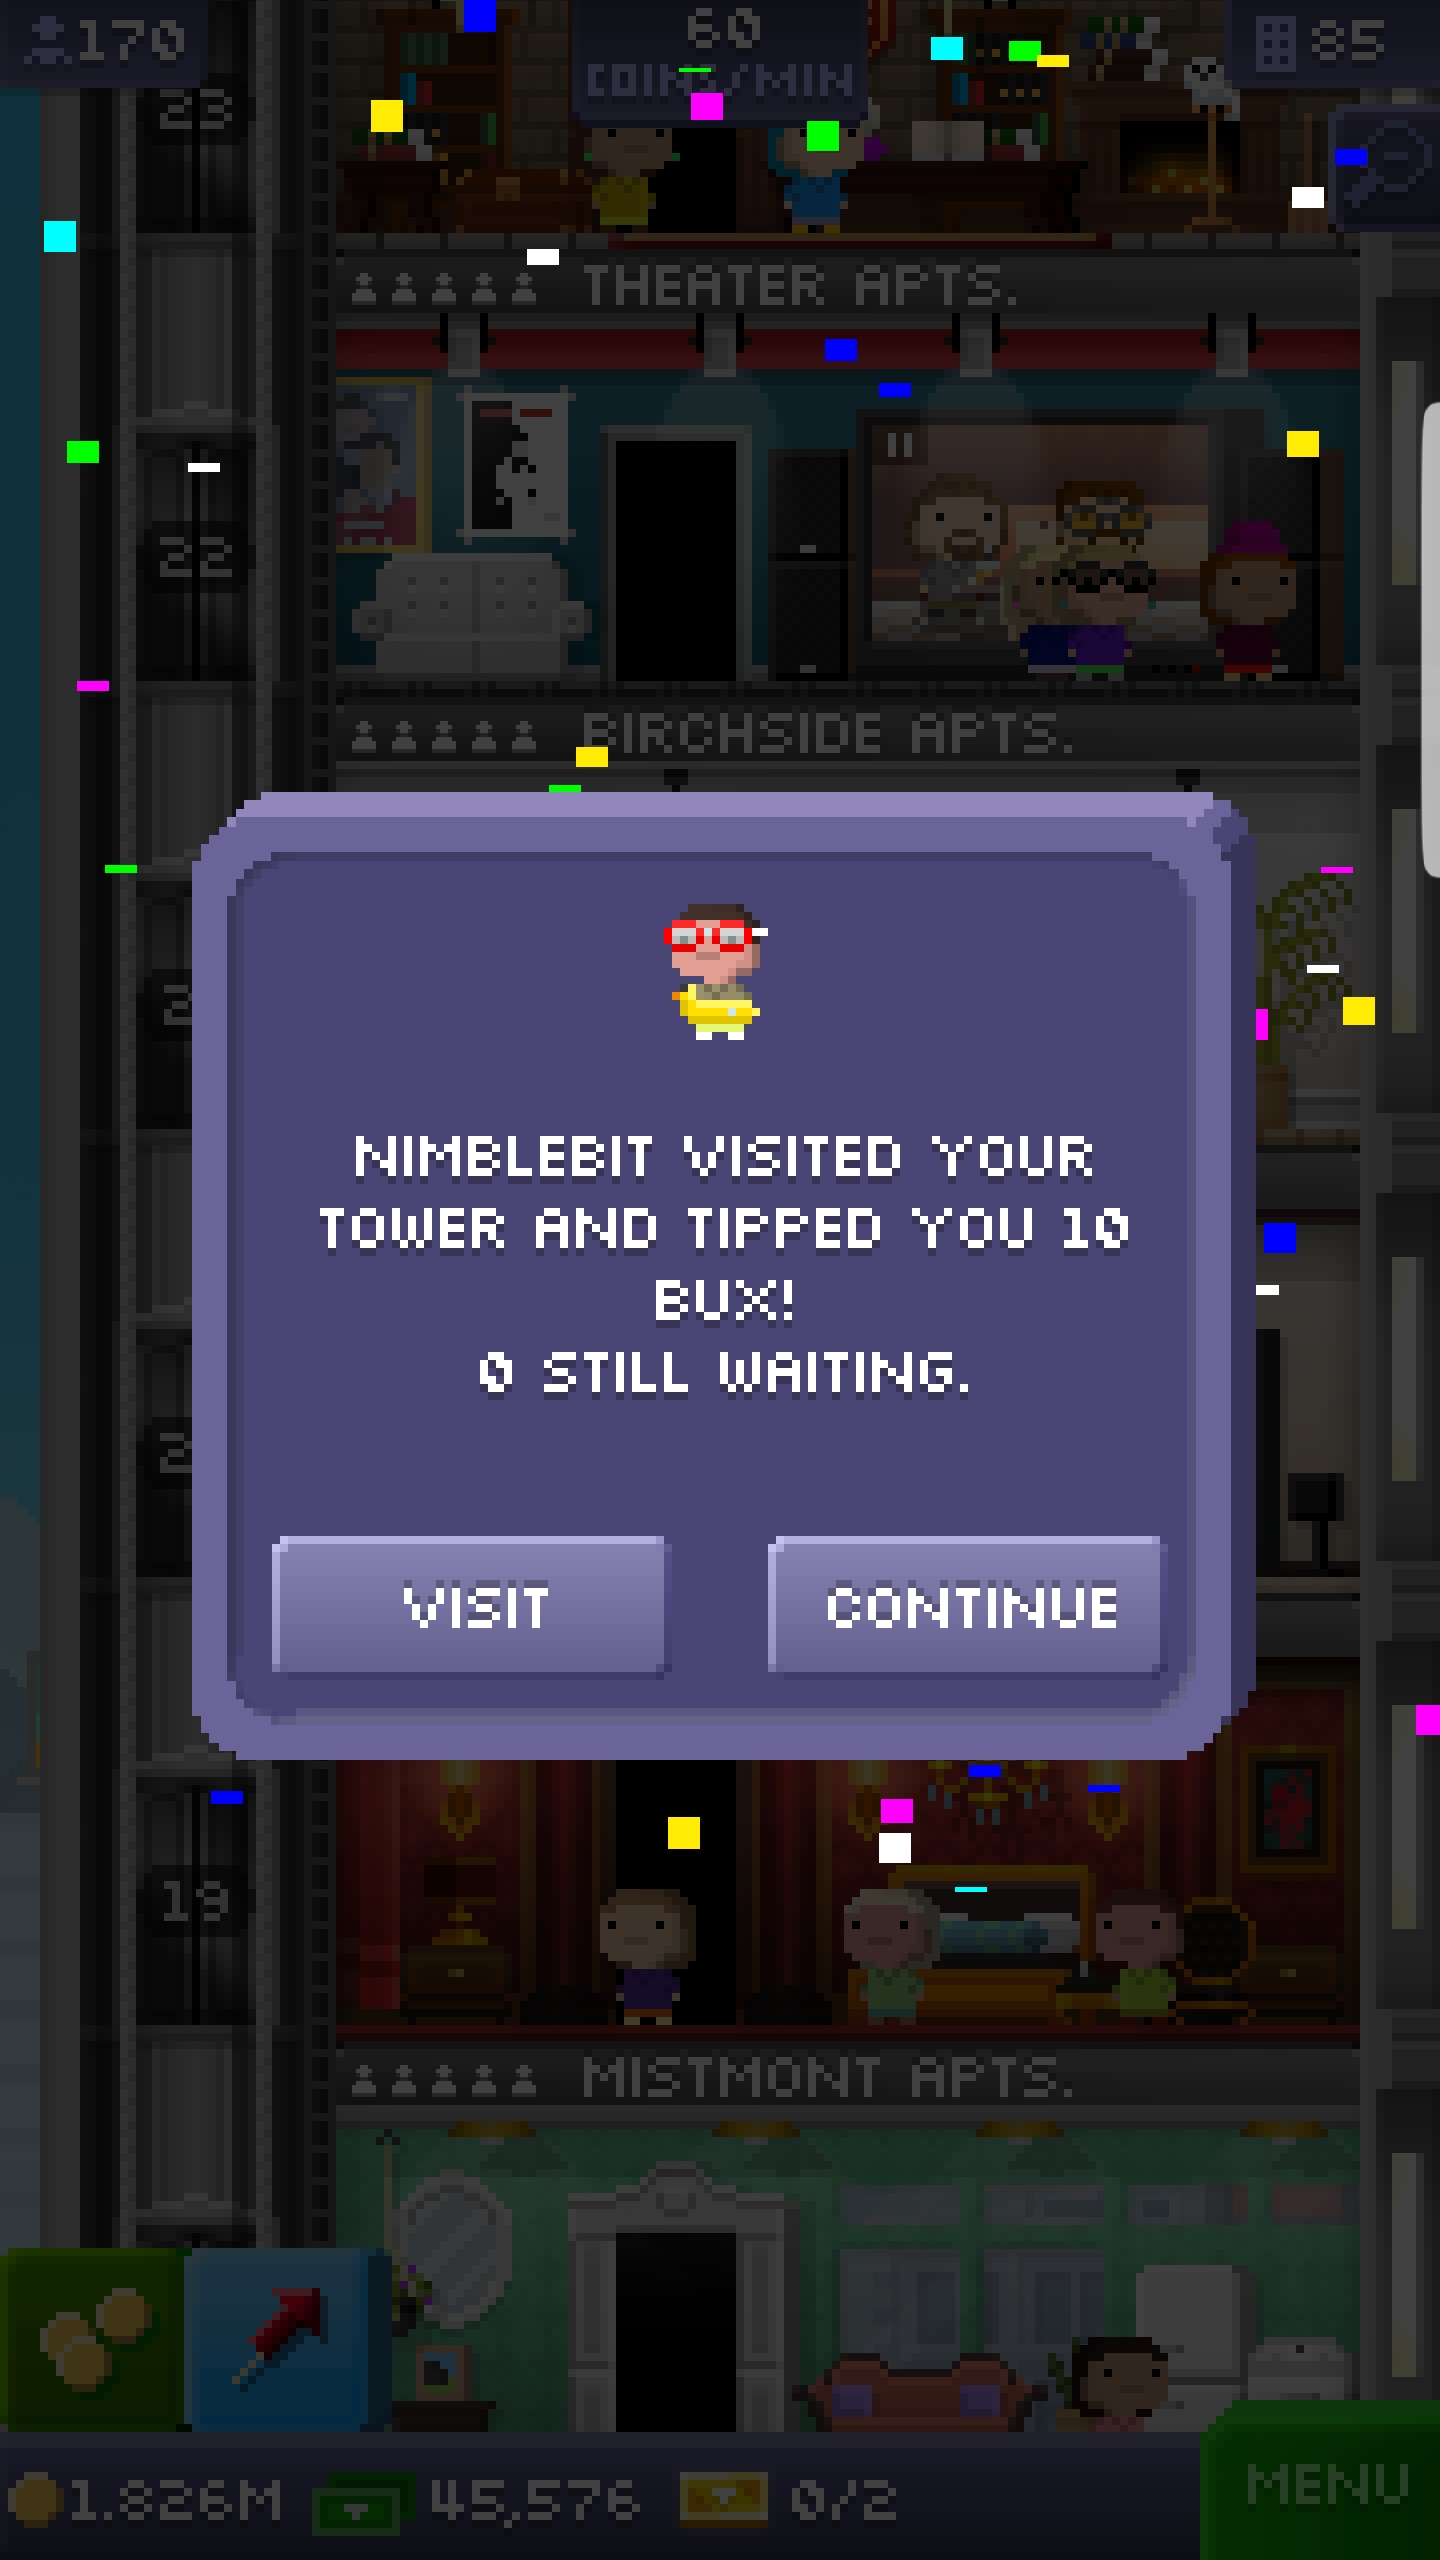 170
60
COINS/MIN
85
23
THEATER APTS.
22
BIRCHSIDE APTS.
NIMBLEBIT VISITED YOUR
TOWER AND TIPPED YOU 10
BUX!
0 STILL WAITING.
VISIT
CONTINUE
19
MISTMONT APTS.
1.826M
45,576
0/2
MENU